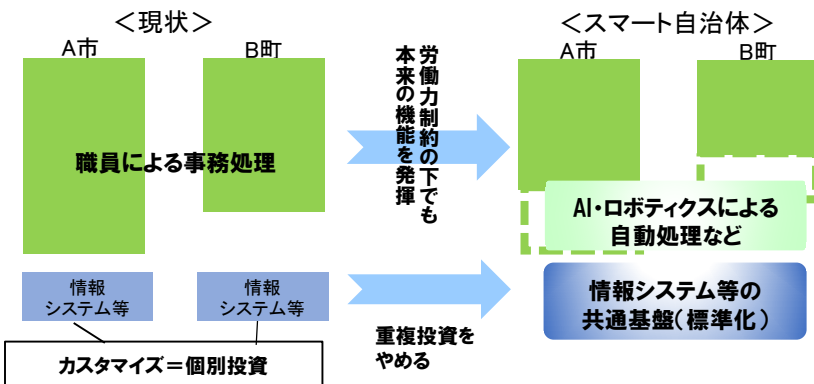 ＜現状＞
A市
B町
職員による事務処理
情報
システム等
情報
システム等
カスタマイズ＝個別投資
労働力制約の下でも
本来の機能を発揮
重複投資を
やめる
＜スマート自治体＞
A市
B町
AI・ロボティクスによる
自動処理など
情報システム等の
共通基盤（標準化）